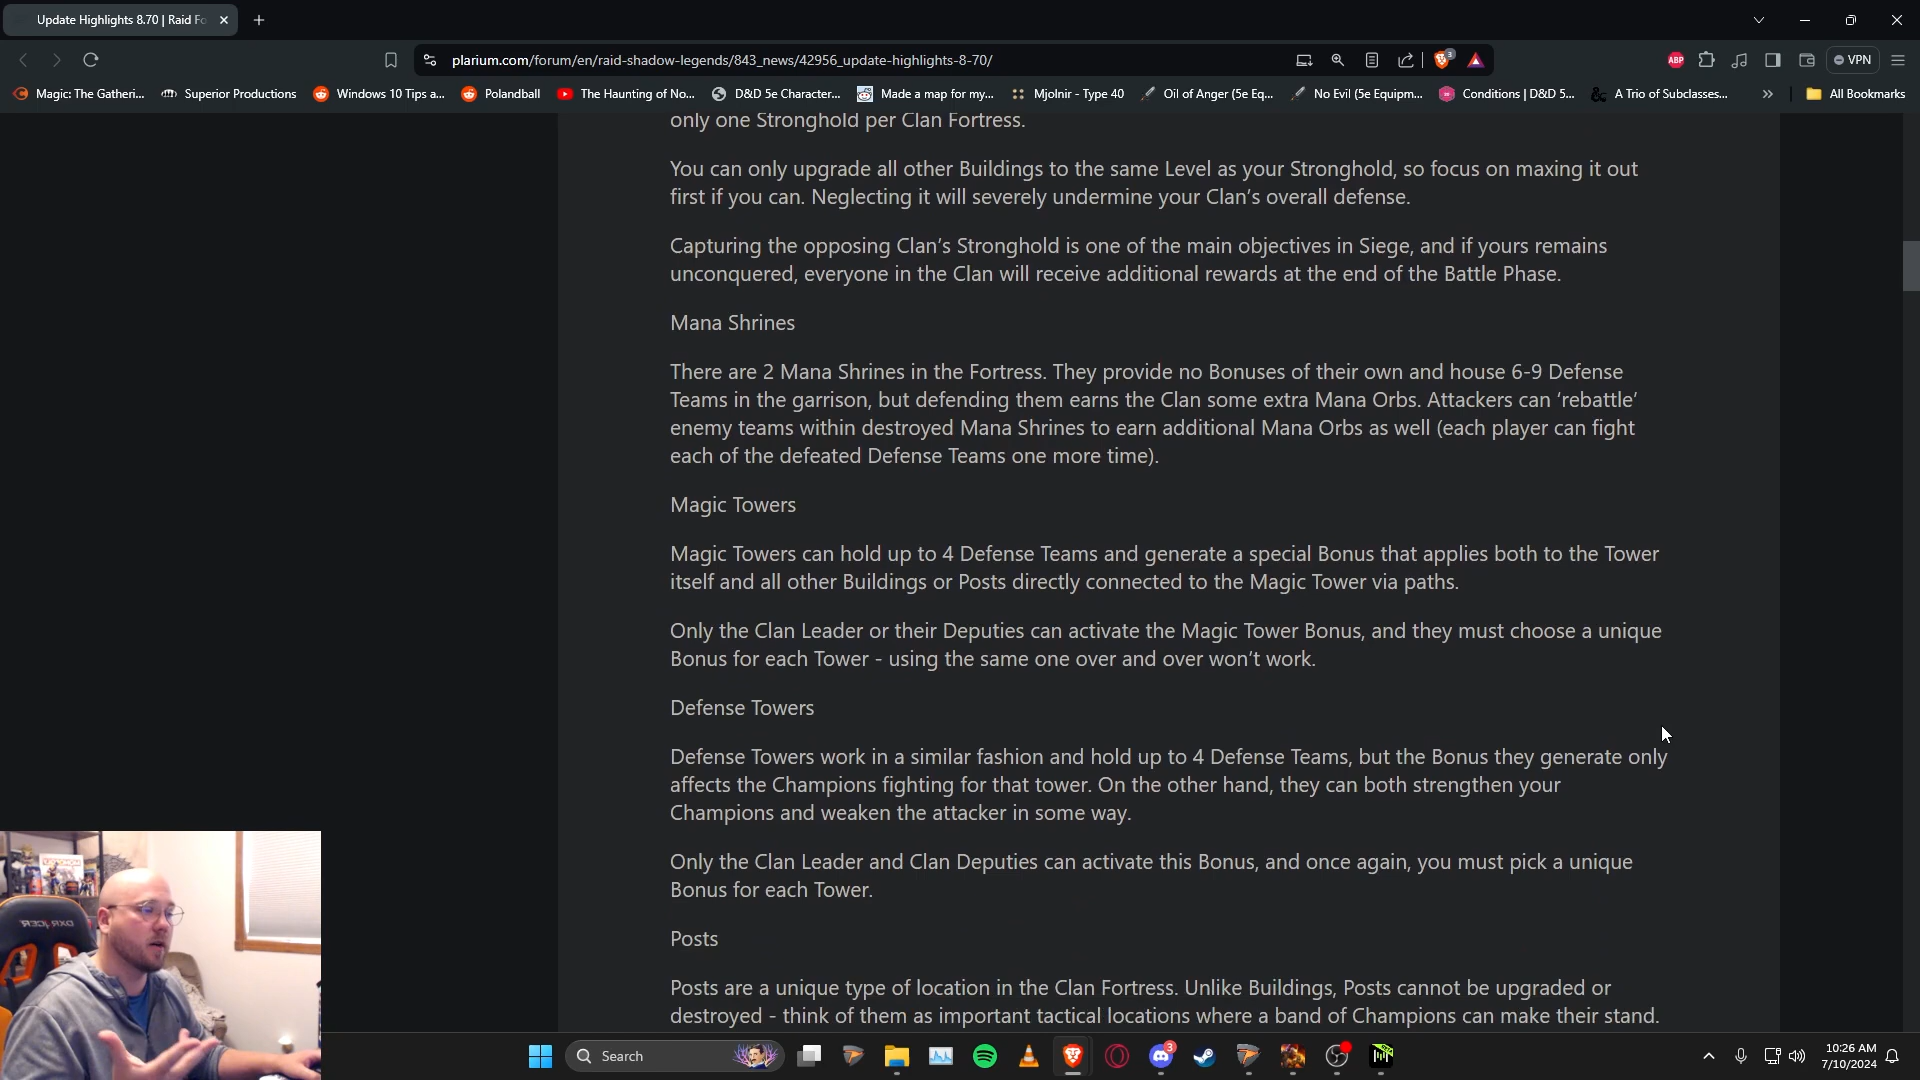 Update Highlights 8.70 | Raid Fo
plarium.com/forum/en/raid-shadow-legends/843_news/42956_update-highlights-8-70/
3
ABP
VPN
Magic: The Gatheri...
Superior Productions
Windows 10 Tips a...
Polandball
The Haunting of No...
D&D 5e Character...
Made a map for my...
Mjolnir - Type 40
Oil of Anger (5e Eq...
No Evil (5e Equipm...
Conditions | D&D 5...
A Trio of Subclasses...
All Bookmarks
only one Stronghold per Clan Fortress.
You can only upgrade all other Buildings to the same Level as your Stronghold, so focus on maxing it out
first if you can. Neglecting it will severely undermine your Clan’s overall defense.
Capturing the opposing Clan’s Stronghold is one of the main objectives in Siege, and if yours remains
unconquered, everyone in the Clan will receive additional rewards at the end of the Battle Phase.
Mana Shrines
There are 2 Mana Shrines in the Fortress. They provide no Bonuses of their own and house 6-9 Defense
Teams in the garrison, but defending them earns the Clan some extra Mana Orbs. Attackers can ‘rebattle’
enemy teams within destroyed Mana Shrines to earn additional Mana Orbs as well (each player can fight
each of the defeated Defense Teams one more time).
Magic Towers
Magic Towers can hold up to 4 Defense Teams and generate a special Bonus that applies both to the Tower
itself and all other Buildings or Posts directly connected to the Magic Tower via paths.
Only the Clan Leader or their Deputies can activate the Magic Tower Bonus, and they must choose a unique
Bonus for each Tower - using the same one over and over won’t work.
Defense Towers
Defense Towers work in a similar fashion and hold up to 4 Defense Teams, but the Bonus they generate only
affects the Champions fighting for that tower. On the other hand, they can both strengthen your
Champions and weaken the attacker in some way.
Only the Clan Leader and Clan Deputies can activate this Bonus, and once again, you must pick a unique
Bonus for each Tower.
Posts
Posts are a unique type of location in the Clan Fortress. Unlike Buildings, Posts cannot be upgraded or
destroyed - think of them as important tactical locations where a band of Champions can make their stand.
Search
3
10:26 AM
7/10/2024